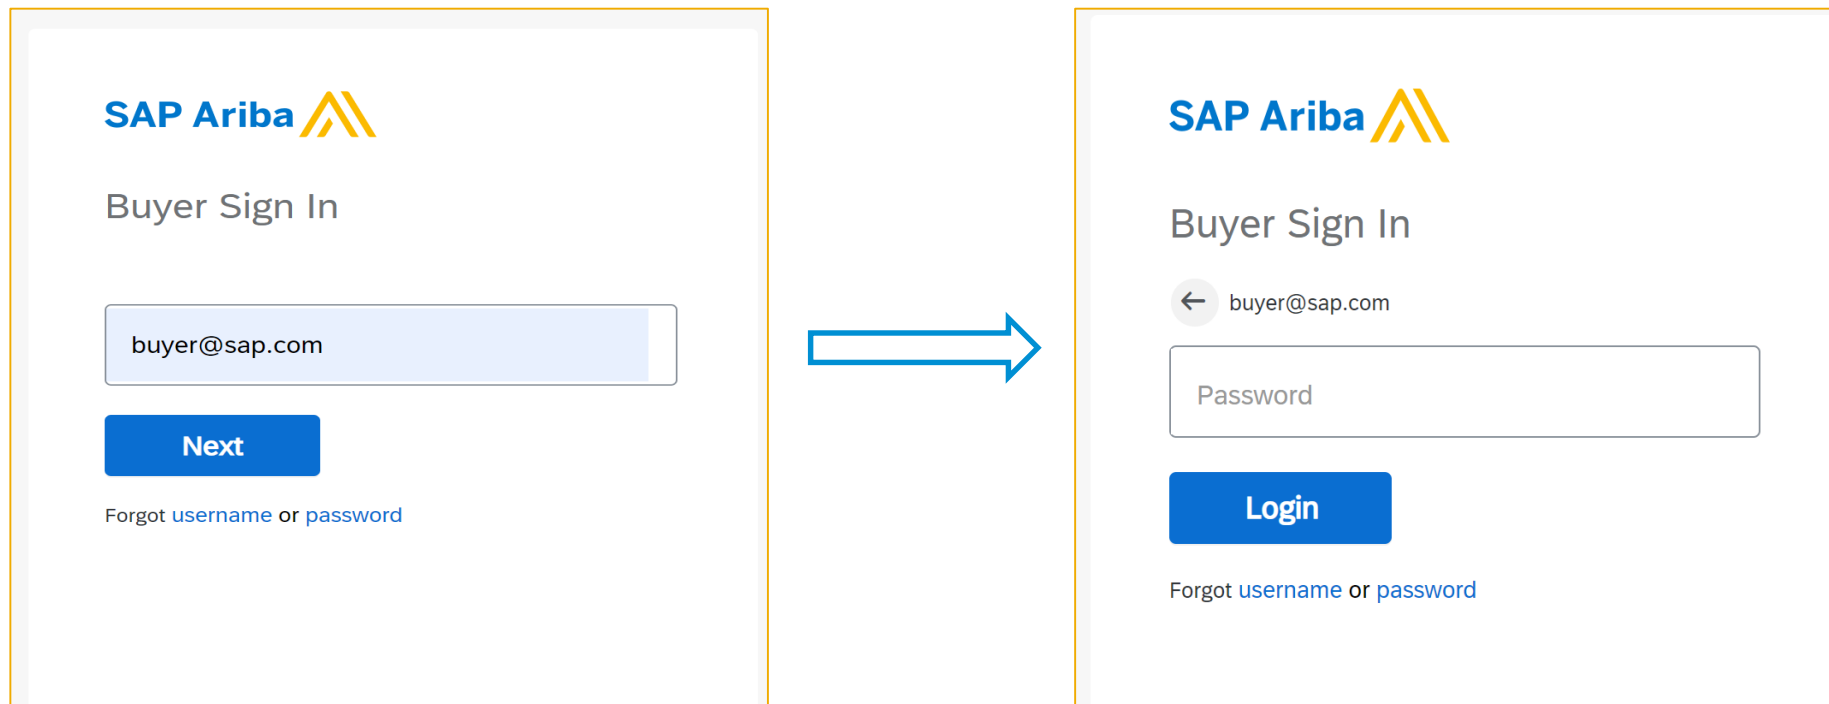 SAP Ariba
Buyer Sign In
buyer@sap.com
Next
Forgot username or password
SAP Ariba
Buyer Sign In
buyer@sap.com
Password
Login
Forgot username or password